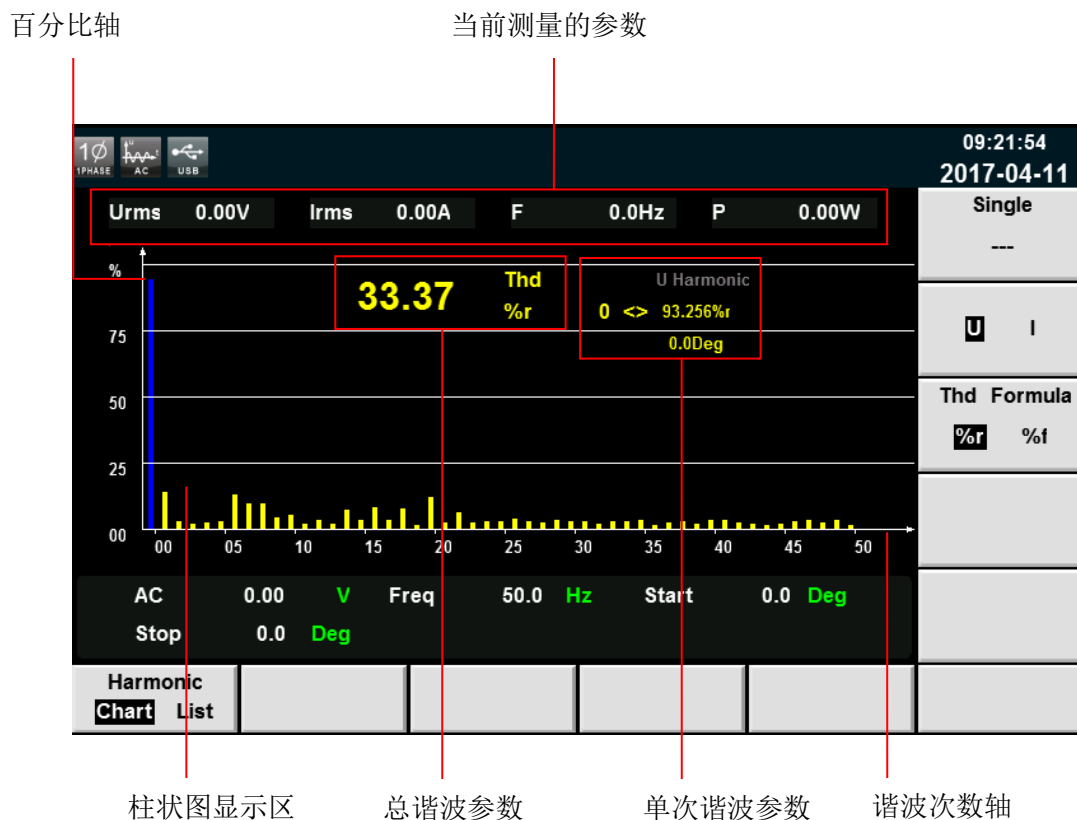 百分比轴 当前测量的参数
1Ø 1PHASE AC USB
09:21:54
2017-04-11
Urms 0.00V Irms 0.00A F 0.0Hz P 0.00W
Single
---
%
33.37 Thd
%r
U Harmonic
0 <> 93.256%r
0.0Deg
75
U I
50
Thd Formula
%r %f
25
00
00 05 10 15 20 25 30 35 40 45 50
AC 0.00 V Freq 50.0 Hz Start 0.0 Deg
Stop 0.0 Deg
Harmonic
Chart List
柱状图显示区 总谐波参数 单次谐波参数 谐波次数轴